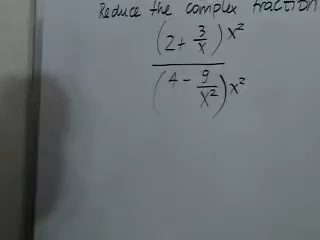 Reduce the complex fraction
(2 + 3/x) x²
(4 - 9/x²) x²